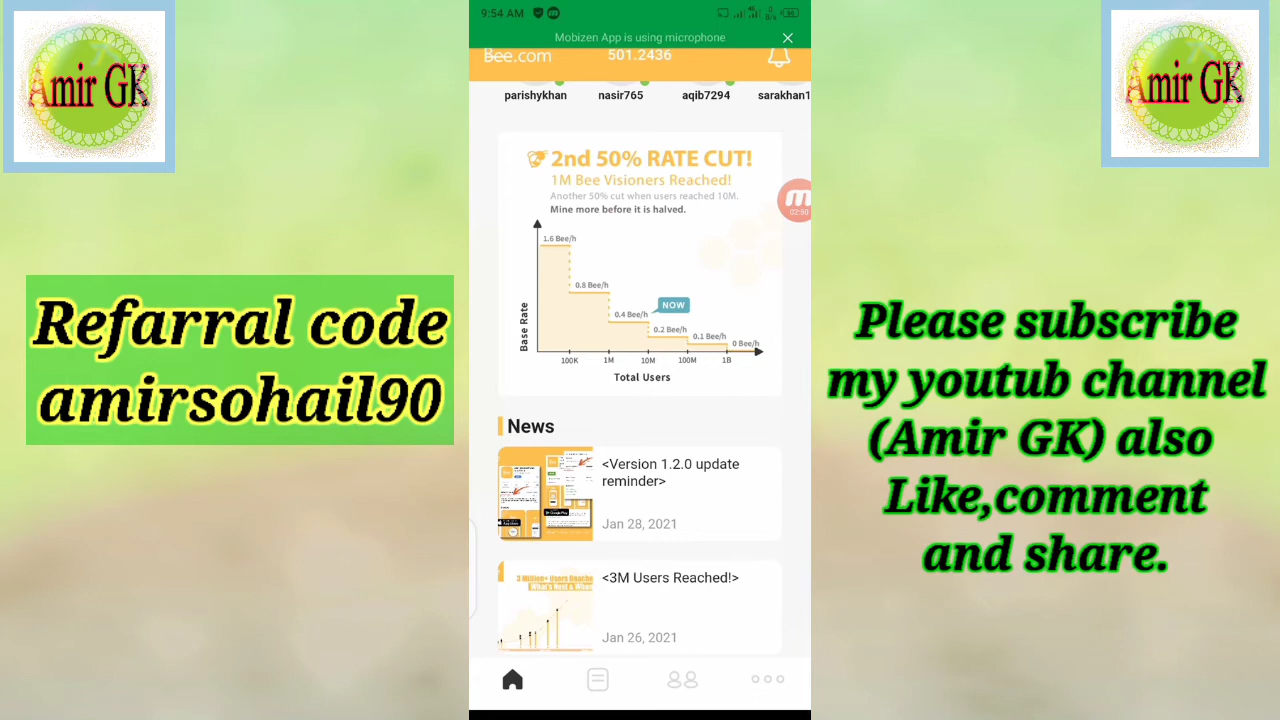 Amir GK
Refarral code
amirsohail90
9:54 AM
Mobizen App is using microphone
Bee.com
501.2436
parishykhan
nasir765
aqib7294
sarakhan1
2nd 50% RATE CUT!
1M Bee Visioners Reached!
Another 50% cut when users reached 10M.
Mine more before it is halved.
02:50
1.6 Bee/h
0.8 Bee/h
NOW
0.4 Bee/h
0.2 Bee/h
0.1 Bee/h
0 Bee/h
Base Rate
100K
1M
10M
100M
1B
Total Users
News
<Version 1.2.0 update
reminder>
Jan 28, 2021
<3M Users Reached!>
Jan 26, 2021
Amir GK
Please subscribe
my youtub channel
(Amir GK) also
Like,comment
and share.